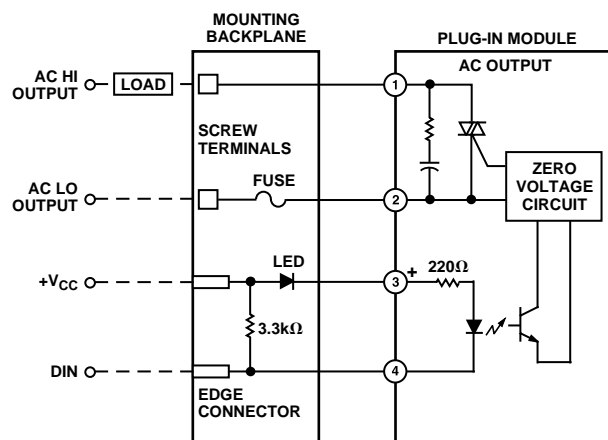 MOUNTING
BACKPLANE
PLUG-IN MODULE
AC OUTPUT
AC HI
OUTPUT
LOAD
1
SCREW
TERMINALS
ZERO
VOLTAGE
CIRCUIT
AC LO
OUTPUT
FUSE
2
LED
+VCC
3
+
220Ω
3.3kΩ
DIN
4
EDGE
CONNECTOR